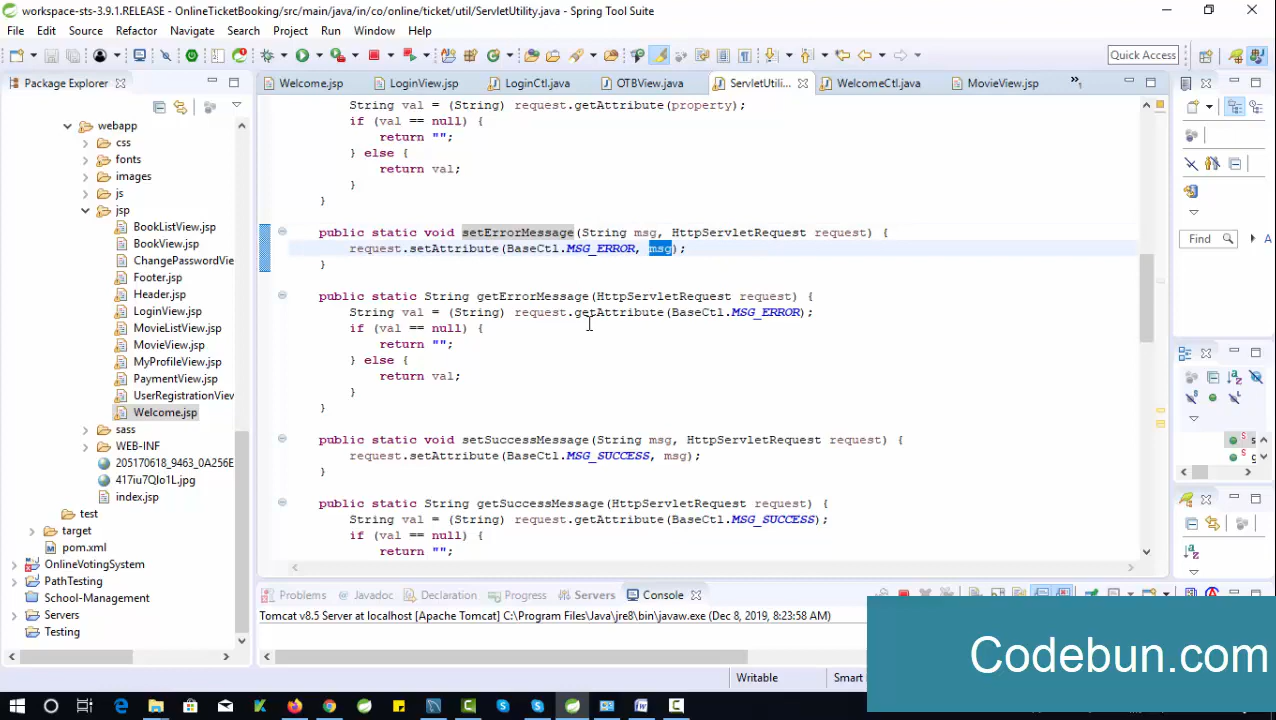 workspace-sts-3.9.1.RELEASE - OnlineTicketBooking/src/main/java/in/co/online/ticket/util/ServletUtility.java - Spring Tool Suite
File Edit Source Refactor Navigate Search Project Run Window Help
Quick Access
Package Explorer
Welcome.jsp LoginView.jsp LoginCtl.java OTBView.java ServletUtili... WelcomeCtl.java MovieView.jsp »1
webapp
css
fonts
images
js
jsp
BookListView.jsp
BookView.jsp
ChangePasswordVie
Footer.jsp
Header.jsp
LoginView.jsp
MovieListView.jsp
MovieView.jsp
MyProfileView.jsp
PaymentView.jsp
UserRegistrationView
Welcome.jsp
sass
WEB-INF
205170618_9463_0A256E
417iu7QIo1L.jpg
index.jsp
test
target
pom.xml
OnlineVotingSystem
PathTesting
School-Management
Servers
Testing
String val = (String) request.getAttribute(property);
if (val == null) {
return "";
} else {
return val;
}
}
public static void setErrorMessage(String msg, HttpServletRequest request) {
request.setAttribute(BaseCtl.MSG_ERROR, msg);
}
public static String getErrorMessage(HttpServletRequest request) {
String val = (String) request.getAttribute(BaseCtl.MSG_ERROR);
if (val == null) {
return "";
} else {
return val;
}
}
public static void setSuccessMessage(String msg, HttpServletRequest request) {
request.setAttribute(BaseCtl.MSG_SUCCESS, msg);
}
public static String getSuccessMessage(HttpServletRequest request) {
String val = (String) request.getAttribute(BaseCtl.MSG_SUCCESS);
if (val == null) {
return "";
Find A
S s
S g
Problems Javadoc Declaration Progress Servers Console
Tomcat v8.5 Server at localhost [Apache Tomcat] C:\Program Files\Java\jre8\bin\javaw.exe (Dec 8, 2019, 8:23:58 AM)
Writable Smart
Codebun.com